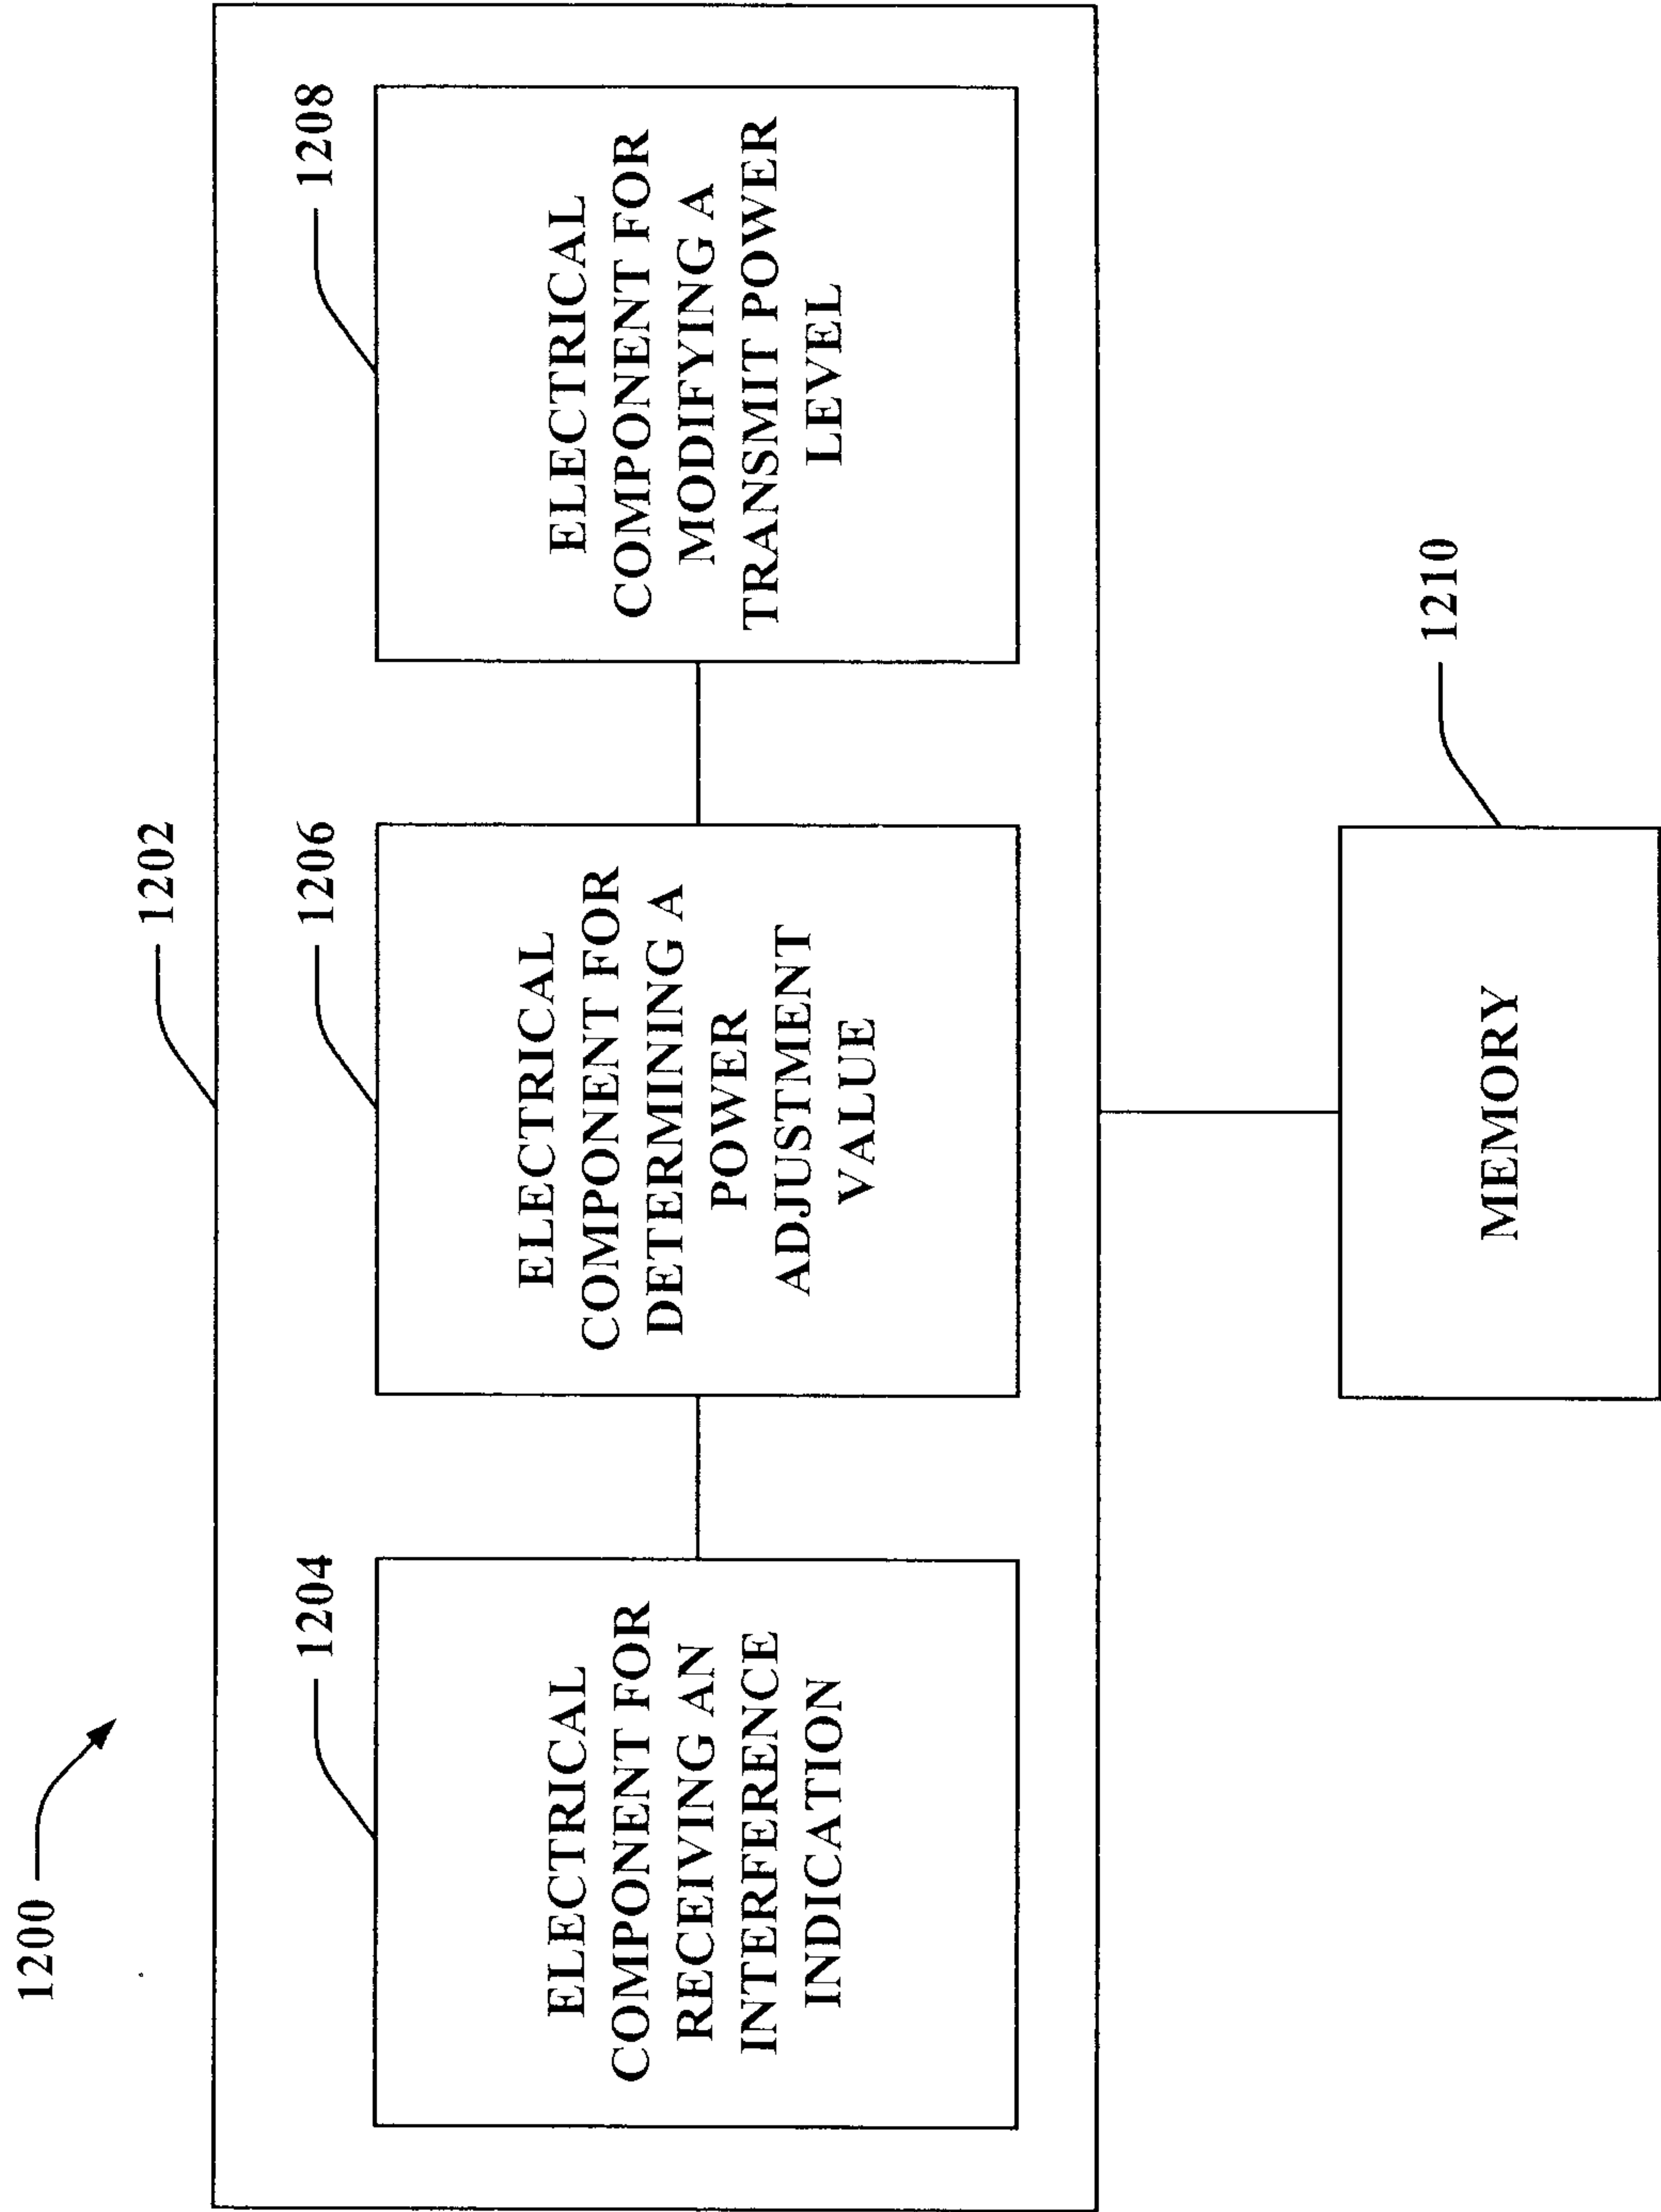 1200
1202
1204
ELECTRICAL
COMPONENT FOR
RECEIVING AN
INTERFERENCE
INDICATION
1206
ELECTRICAL
COMPONENT FOR
DETERMINING A
POWER
ADJUSTMENT
VALUE
1208
ELECTRICAL
COMPONENT FOR
MODIFYING A
TRANSMIT POWER
LEVEL
1210
MEMORY